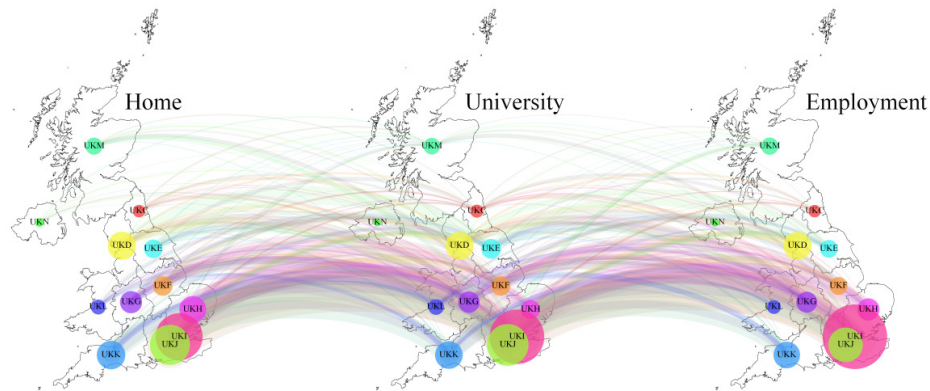 Home University Employment
UKM UKM UKM
UKC UKC UKC
UKN UKN UKN
UKD UKE UKD UKE UKD UKE
UKF UKF UKF
UKL UKG UKH UKL UKG UKH UKL UKG UKH
UKI UKI UKI
UKJ UKJ UKJ
UKK UKK UKK